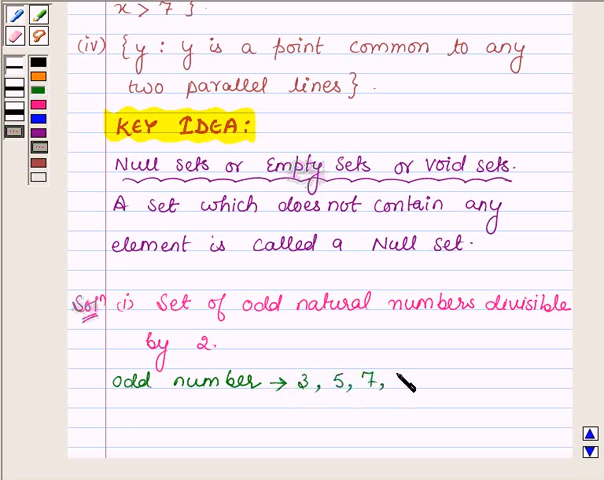 x > 7 }.
(iv) { y : y is a point common to any
two parallel lines } .
KEY IDEA:
Null sets or Empty sets or Void sets.
A set which does not contain any
element is called a Null set.
Solⁿ (i) Set of odd natural numbers divisible
by 2.
odd number → 3, 5, 7,